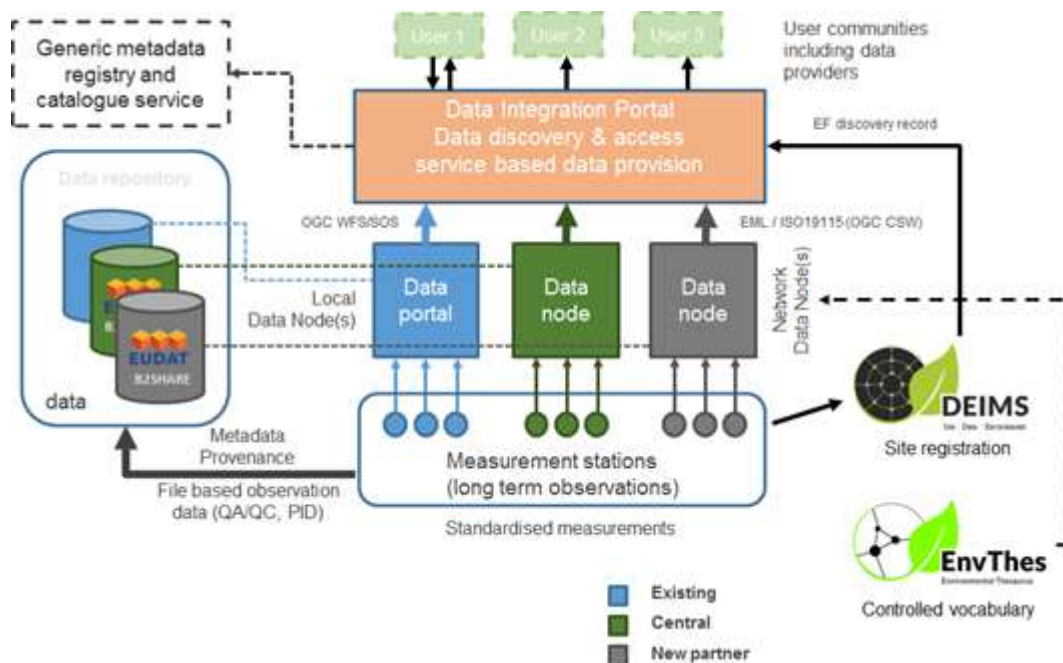 Generic metadata
registry and
catalogue service
User 1
User 2
User 3
User communities
including data
providers
Data Integration Portal
Data discovery & access
service based data provision
EF discovery record
Data repository
OGC WFS/SOS
EML / ISO19115 (OGC CSW)
Local
Data Node(s)
Data
portal
Data
node
Data
node
Network
Data Node(s)
EUDAT
EUDAT
B2SHARE
data
DEIMS
Site registration
Metadada
Provenance
File based observation
data (QA/QC, PID)
Measurement stations
(long term observations)
Standardised measurements
EnvThes
Environmental Thesaurus
Controlled vocabulary
Existing
Central
New partner